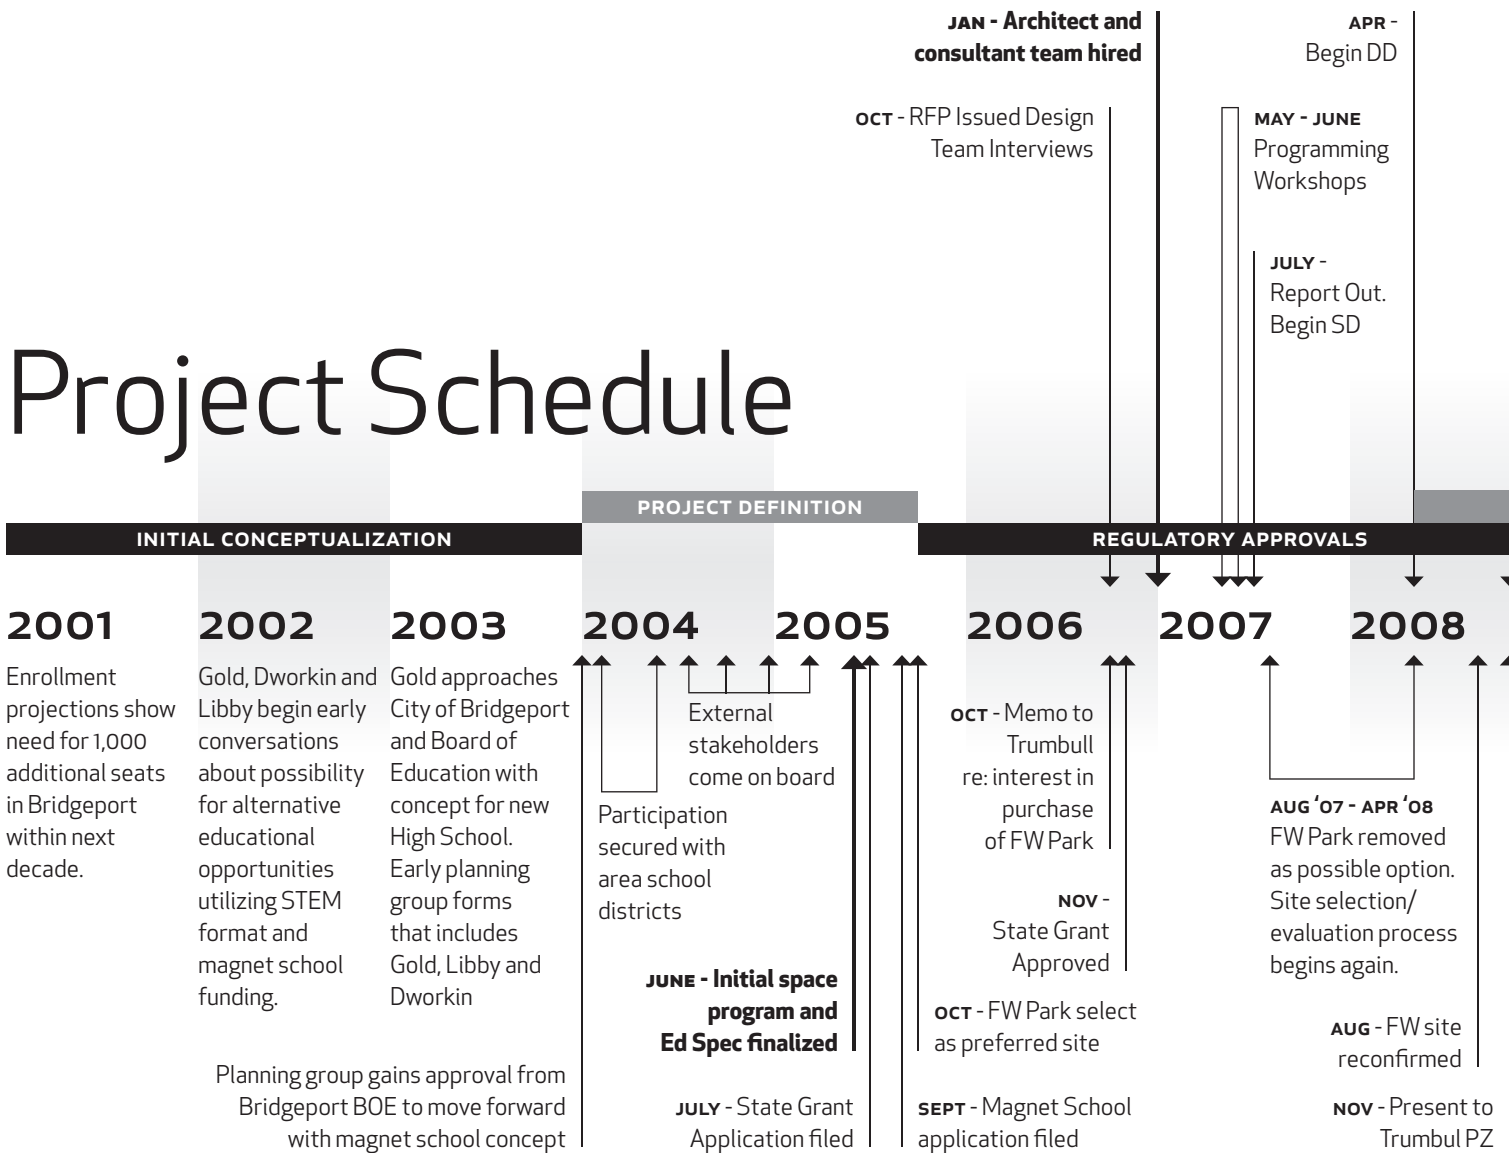 JAN - Architect and
consultant team hired
APR -
Begin DD
OCT - RFP Issued Design
Team Interviews
MAY - JUNE
Programming
Workshops
JULY -
Report Out.
Begin SD
Project Schedule
PROJECT DEFINITION
INITIAL CONCEPTUALIZATION
REGULATORY APPROVALS
2001
2002
2003
2004
2005
2006
2007
2008
Enrollment
projections show
need for 1,000
additional seats
in Bridgeport
within next
decade.
Gold, Dworkin and
Libby begin early
conversations
about possibility
for alternative
educational
opportunities
utilizing STEM
format and
magnet school
funding.
Gold approaches
City of Bridgeport
and Board of
Education with
concept for new
High School.
Early planning
group forms
that includes
Gold, Libby and
Dworkin
Planning group gains approval from
Bridgeport BOE to move forward
with magnet school concept
Participation
secured with
area school
districts
External
stakeholders
come on board
JUNE - Initial space
program and
Ed Spec finalized
JULY - State Grant
Application filed
SEPT - Magnet School
application filed
OCT - FW Park select
as preferred site
OCT - Memo to
Trumbull
re: interest in
purchase
of FW Park
NOV -
State Grant
Approved
AUG ‘07 - APR ‘08
FW Park removed
as possible option.
Site selection/
evaluation process
begins again.
AUG - FW site
reconfirmed
NOV - Present to
Trumbul PZ